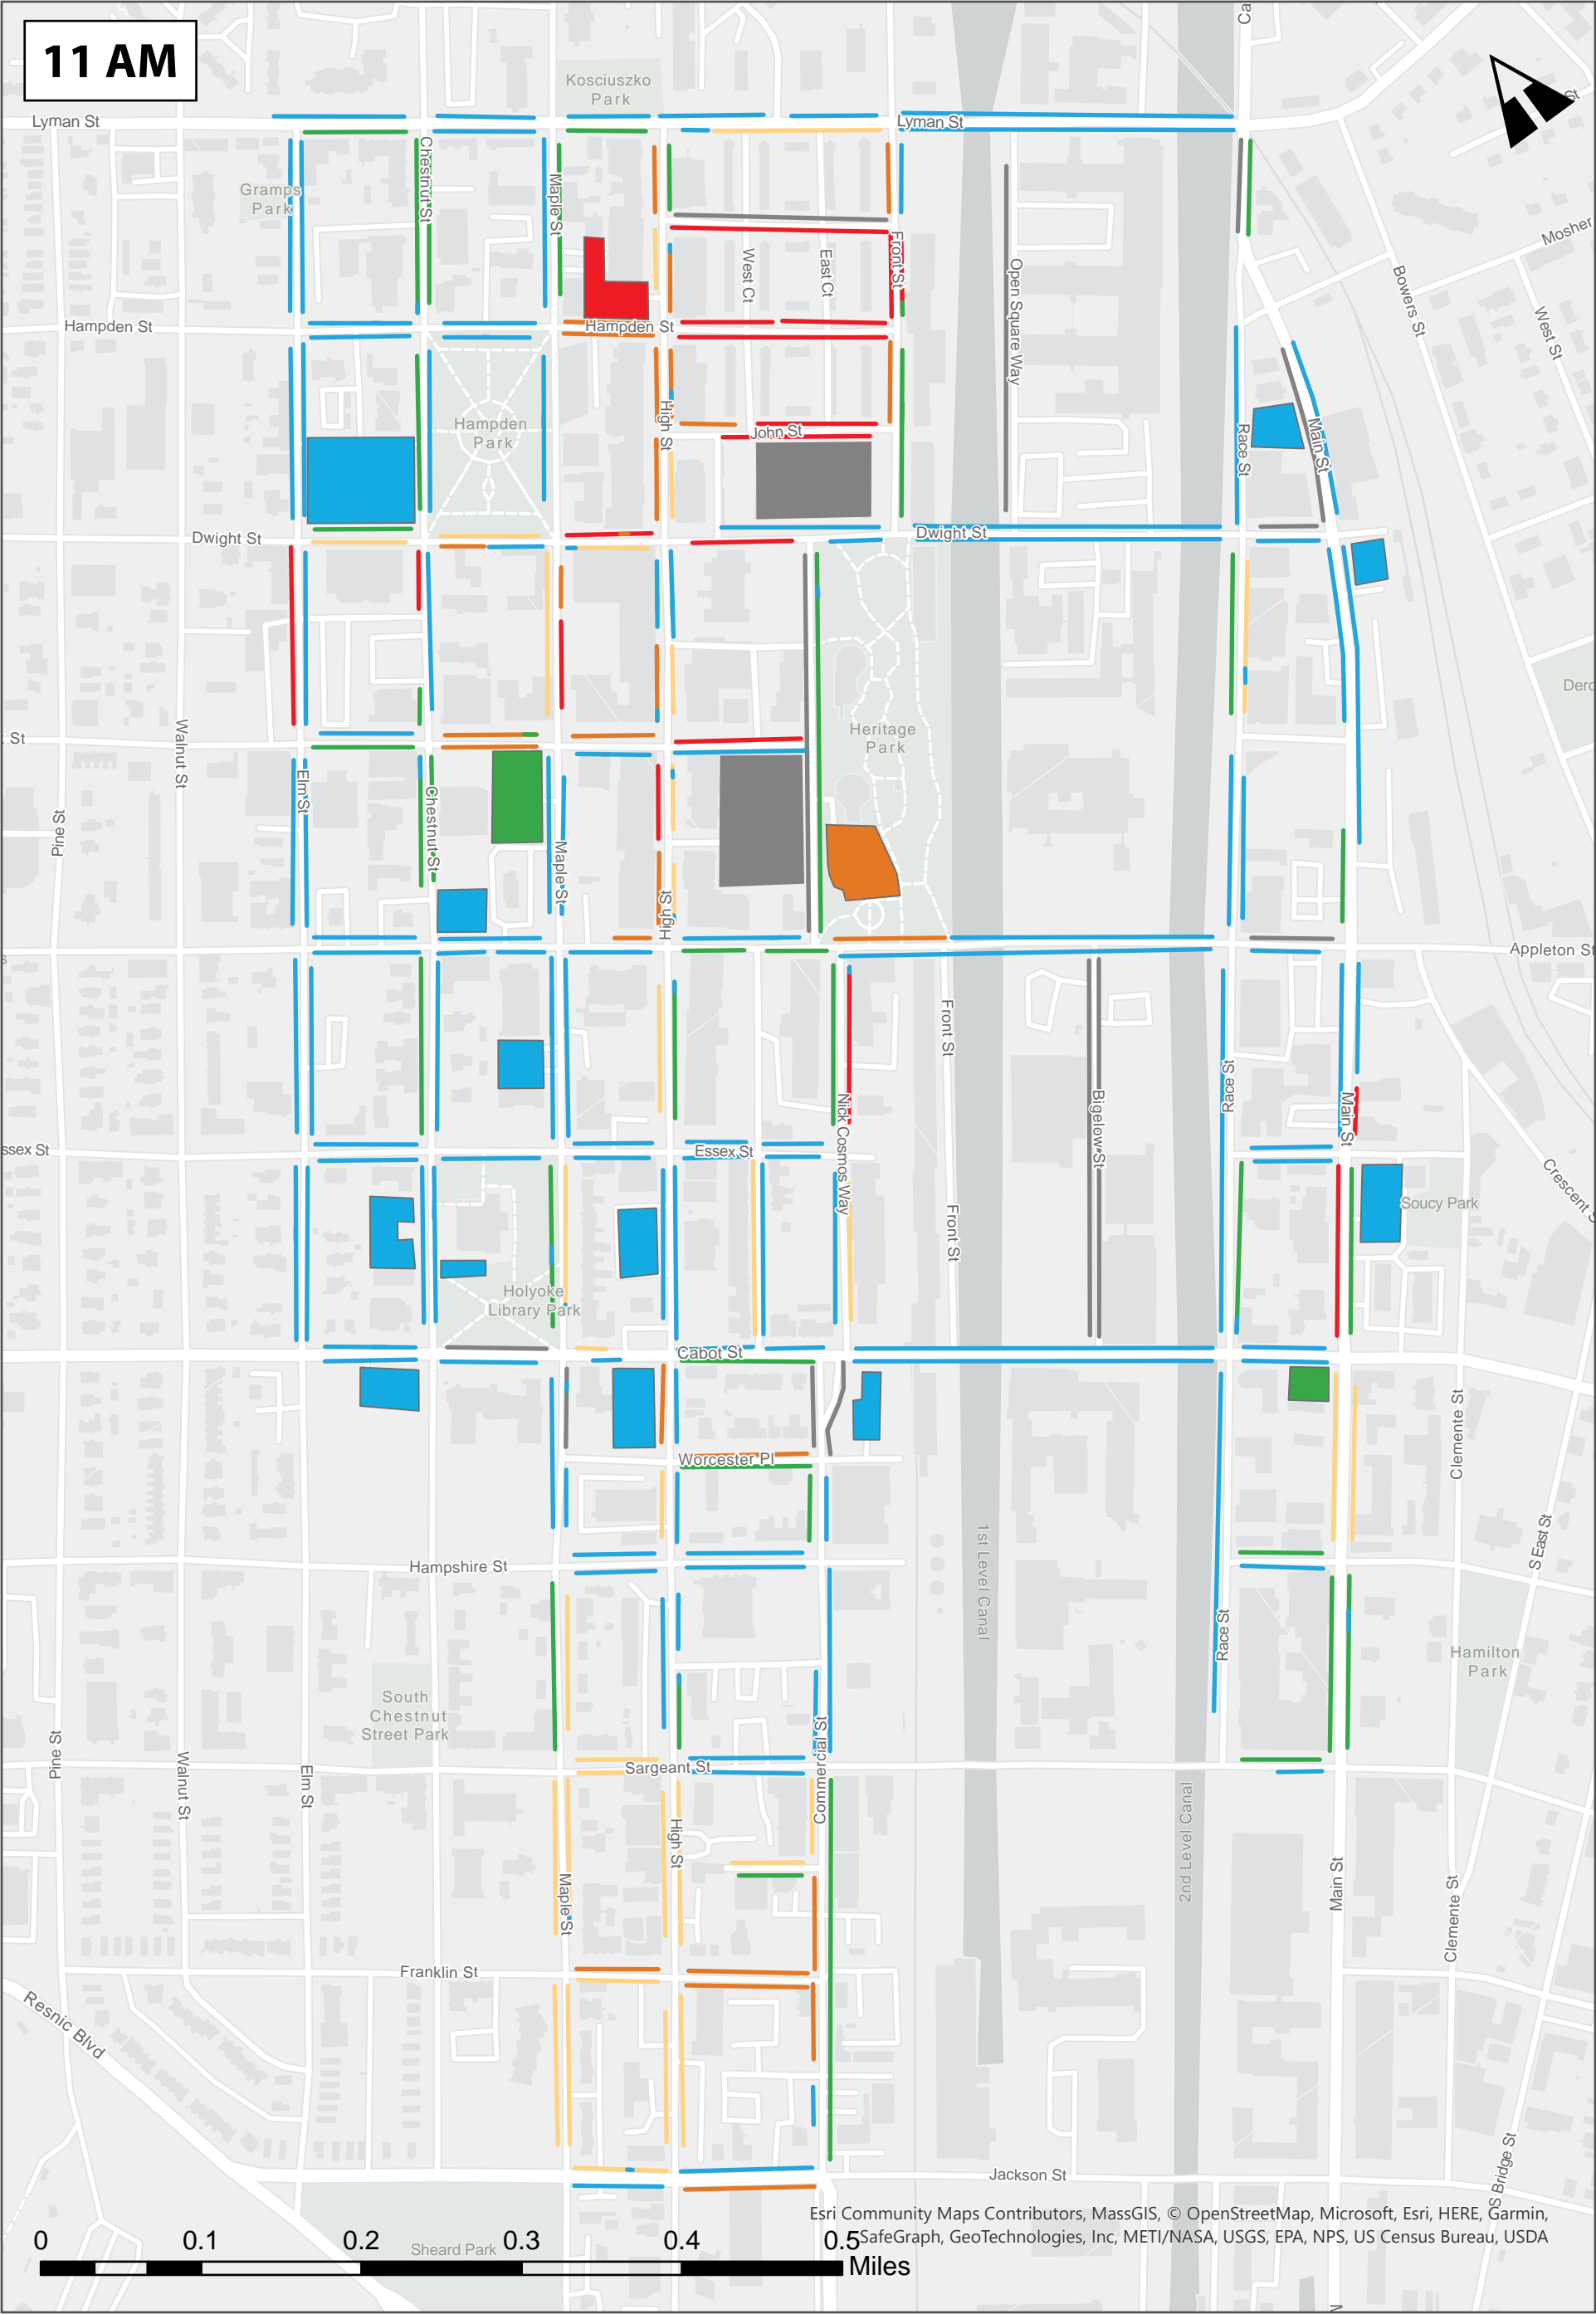 11 AM
Ca
Kosciuszko
Park
Lyman St
Lyman St
St
Chestnut St
Maple St
Gramps
Park
Mosher
West Ct
East Ct
Front St
Open Square Way
Bowers St
West St
Hampden St
Hampden St
High St
Hampden
Park
John St
Race St
Main St
Dwight St
Dwight St
Derc
St
Walnut St
Heritage
Park
Elm St
Pine St
Chestnut St
Maple St
High St
Appleton St
Front St
Race St
Nick Cosmos Way
Bigelow St
Main St
ssex St
Essex St
Crescent S
Soucy Park
Front St
Holyoke
Library Park
Cabot St
Clemente St
Worcester Pl
1st Level Canal
S East St
Hampshire St
Race St
Hamilton
Park
South
Chestnut
Street Park
Pine St
Walnut St
Elm St
Sargeant St
Commercial St
2nd Level Canal
High St
Maple St
Main St
Clemente St
Franklin St
Resnic Blvd
Jackson St
S Bridge St
Sheard Park
Esri Community Maps Contributors, MassGIS, © OpenStreetMap, Microsoft, Esri, HERE, Garmin,
SafeGraph, GeoTechnologies, Inc, METI/NASA, USGS, EPA, NPS, US Census Bureau, USDA
0 0.1 0.2 0.3 0.4 0.5
Miles